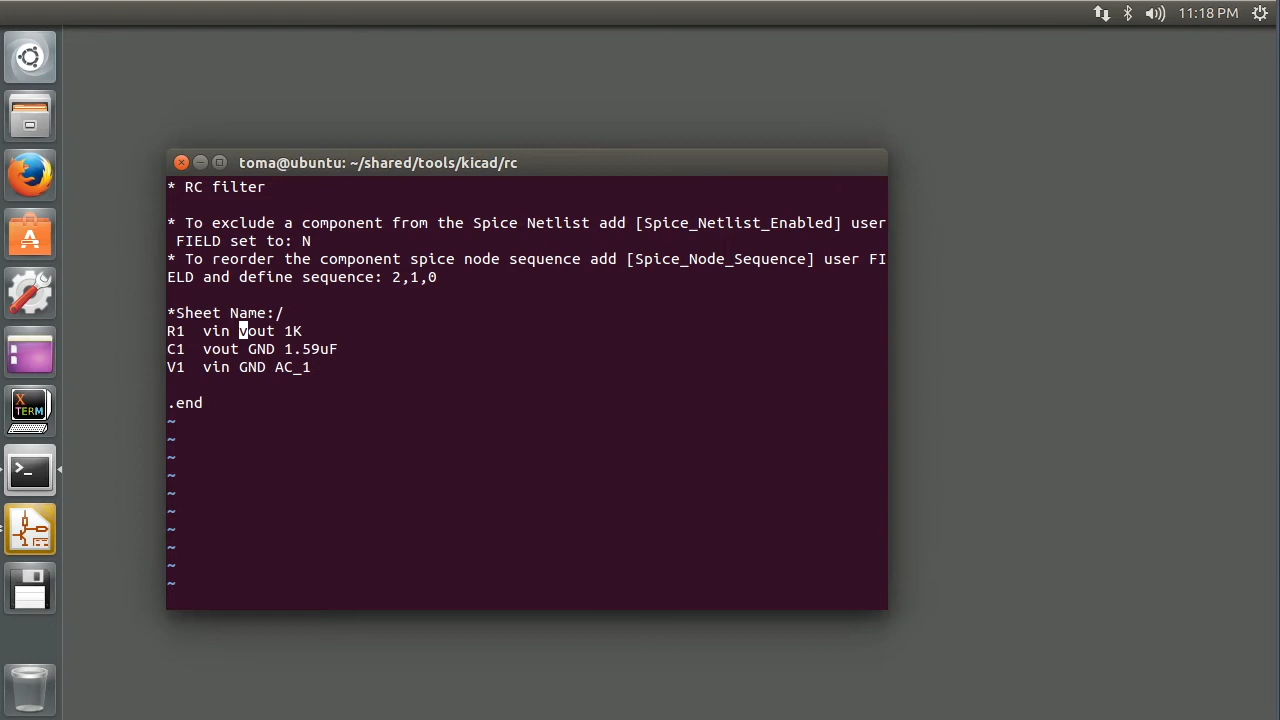 11:18 PM
toma@ubuntu: ~/shared/tools/kicad/rc
* RC filter
* To exclude a component from the Spice Netlist add [Spice_Netlist_Enabled] user
FIELD set to: N
* To reorder the component spice node sequence add [Spice_Node_Sequence] user FI
ELD and define sequence: 2,1,0
*Sheet Name:/
R1  vin vout 1K
C1  vout GND 1.59uF
V1  vin GND AC_1
.end
~
~
~
~
~
~
~
~
~
~
X
TERM
>_